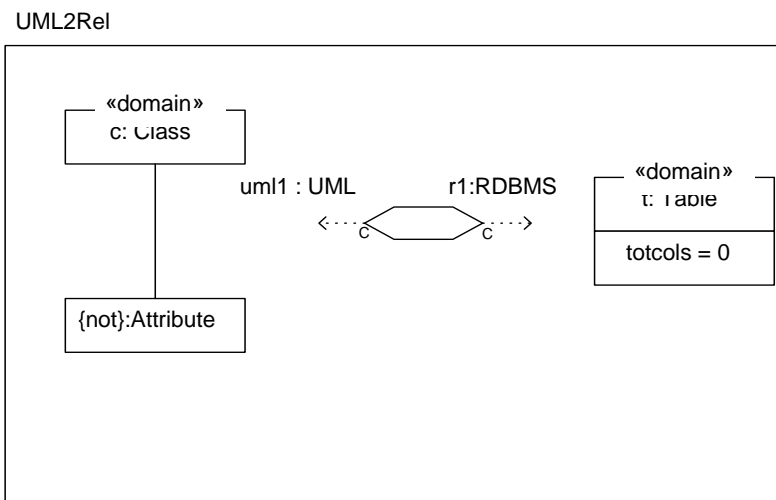 UML2Rel
«domain»
c: Class
uml1 : UML
r1:RDBMS
«domain»
t: Table
C
C
totcols = 0
{not}:Attribute